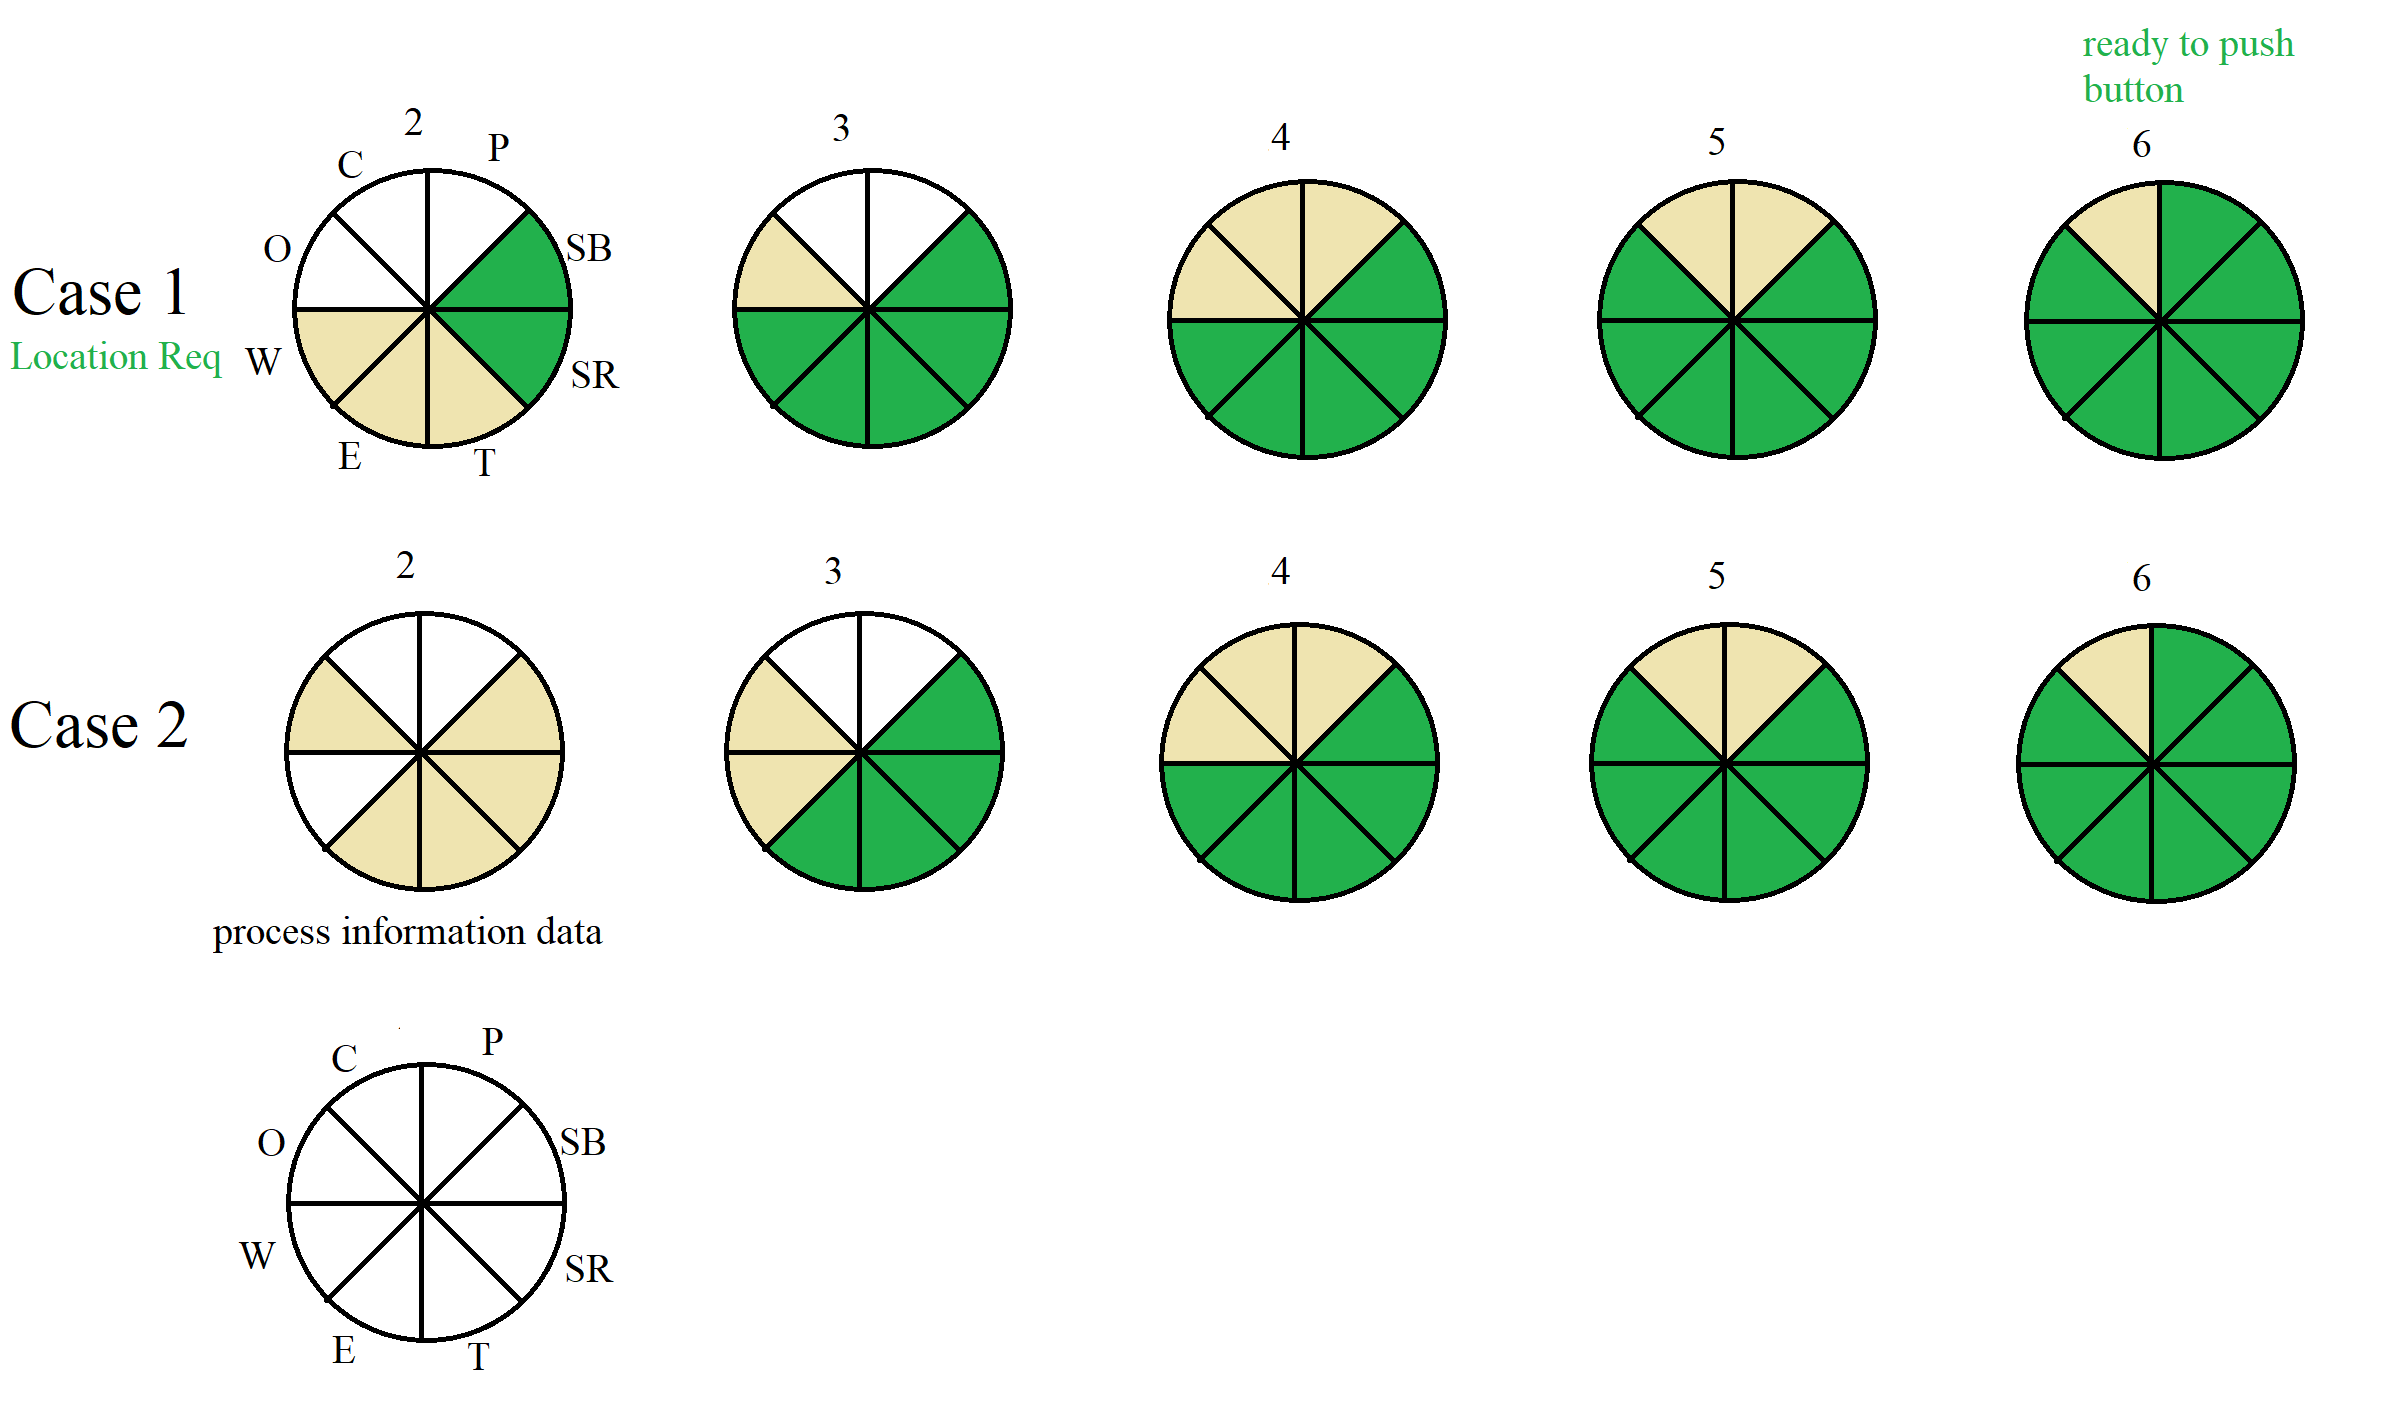 ready to push
button
2
3
4
5
6
C
P
O
SB
Case 1
Location Req
W
SR
E
T
2
3
4
5
6
Case 2
process information data
C
P
O
SB
W
SR
E
T